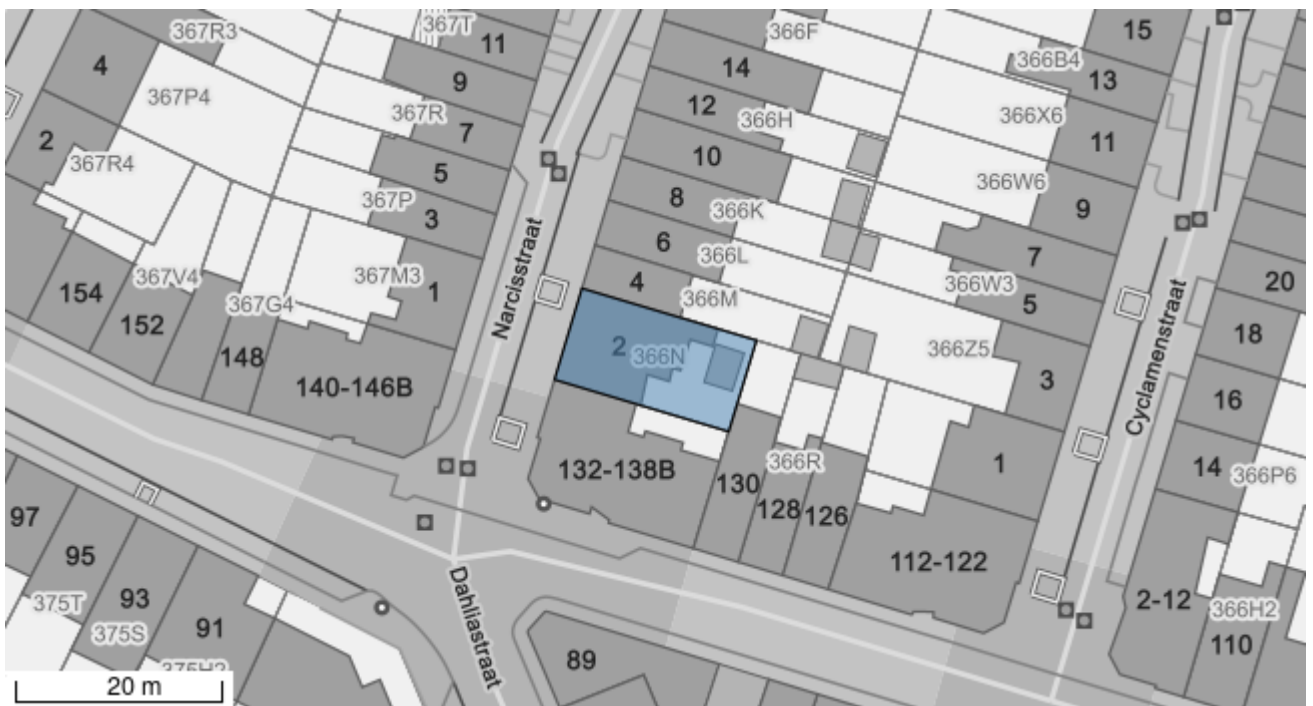 367R3
367T
11
366F
15
4
9
14
366B4
13
367P4
367R
12
366H
366X6
2
7
10
11
367R4
5
366W6
8
366K
9
367P
3
6
366L
7
367M3
1
Narcisstraat
4
366M
366W3
5
154
367V4
152
367G4
148
2
366N
366Z5
3
Cyclamenstraat
20
18
16
140-146B
132-138B
130
128
126
366R
1
14
366P6
112-122
97
95
93
91
Dahliastraat
89
2-12
366H2
110
375T
375S
375H2
20 m